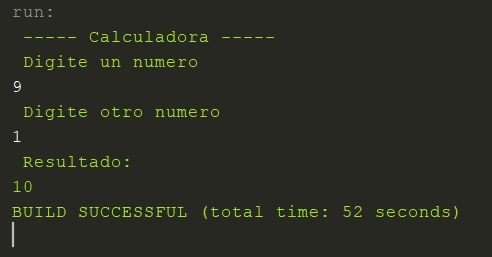 run:
----- Calculadora -----
Digite un numero
9
Digite otro numero
1
Resultado:
10
BUILD SUCCESSFUL (total time: 52 seconds)